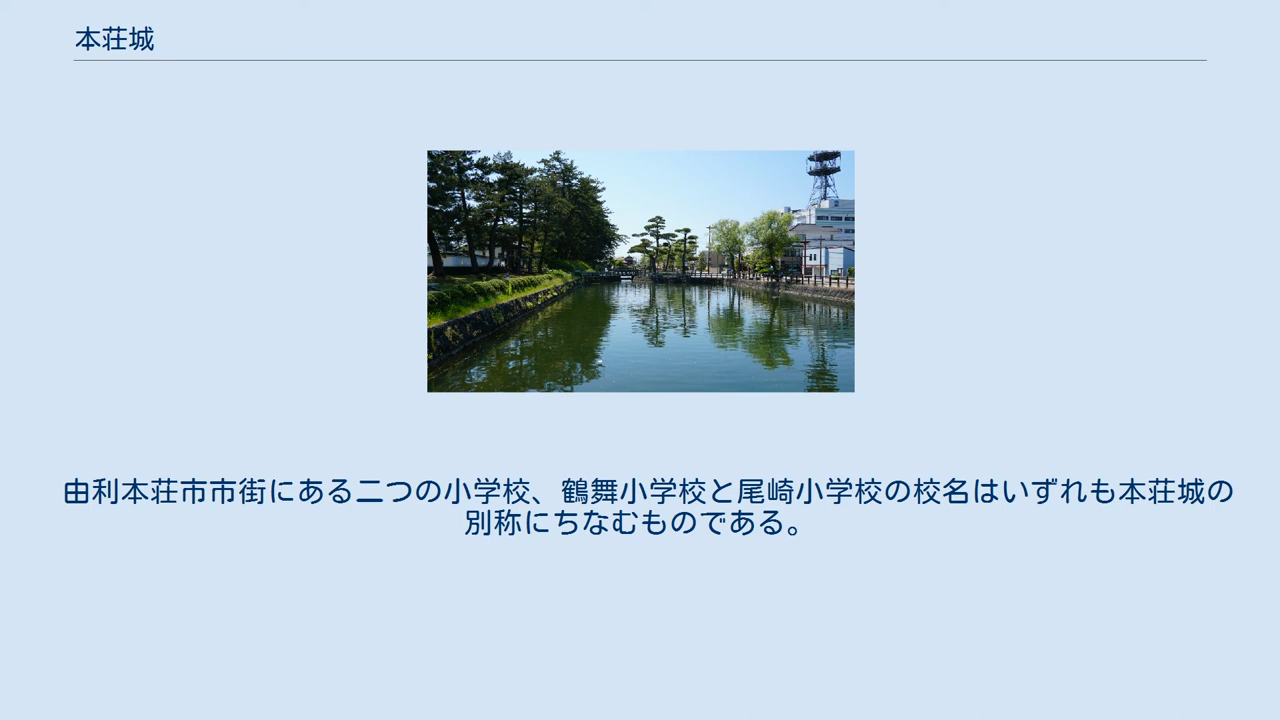 本荘城
由利本荘市市街にある二つの小学校、鶴舞小学校と尾崎小学校の校名はいずれも本荘城の
別称にちなむものである。